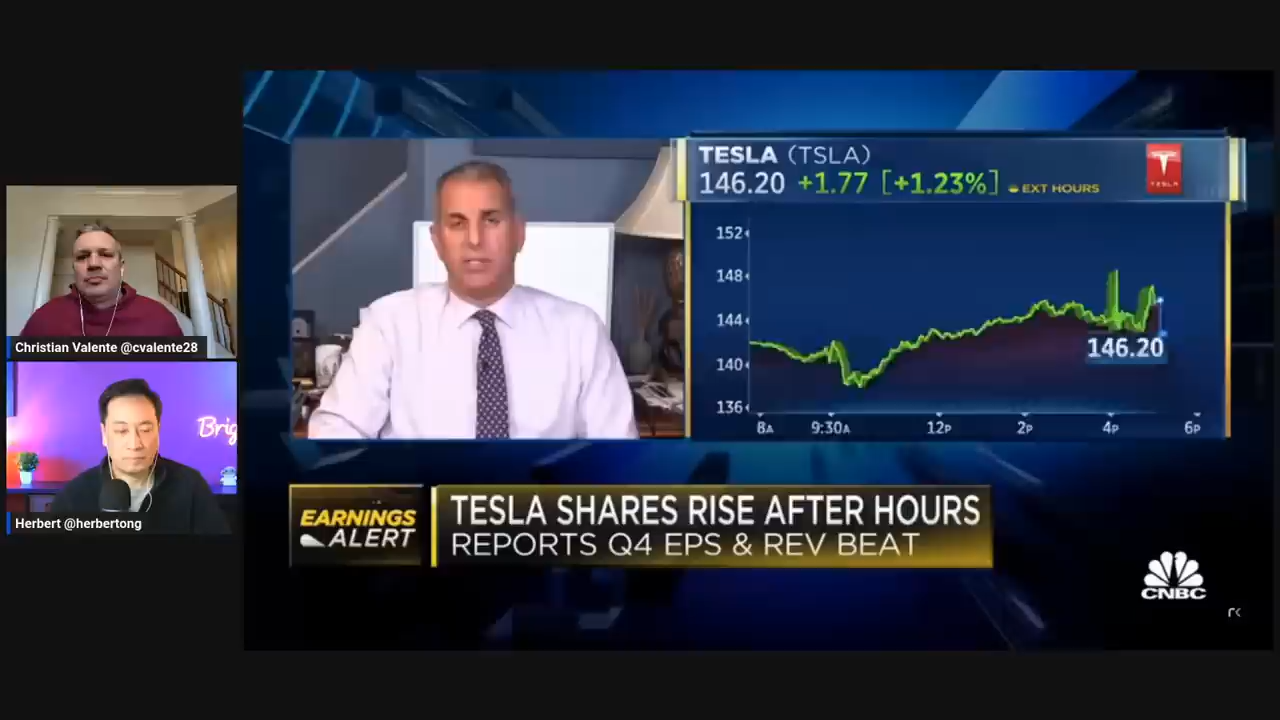 Christian Valente @cvalente28
Brig
Herbert @herbertong
TESLA (TSLA)
146.20 +1.77 [+1.23%] EXT HOURS
TESLA
152
148
144
140
136
146.20
8A 9:30A 12P 2P 4P 6P
EARNINGS
ALERT
TESLA SHARES RISE AFTER HOURS
REPORTS Q4 EPS & REV BEAT
CNBC